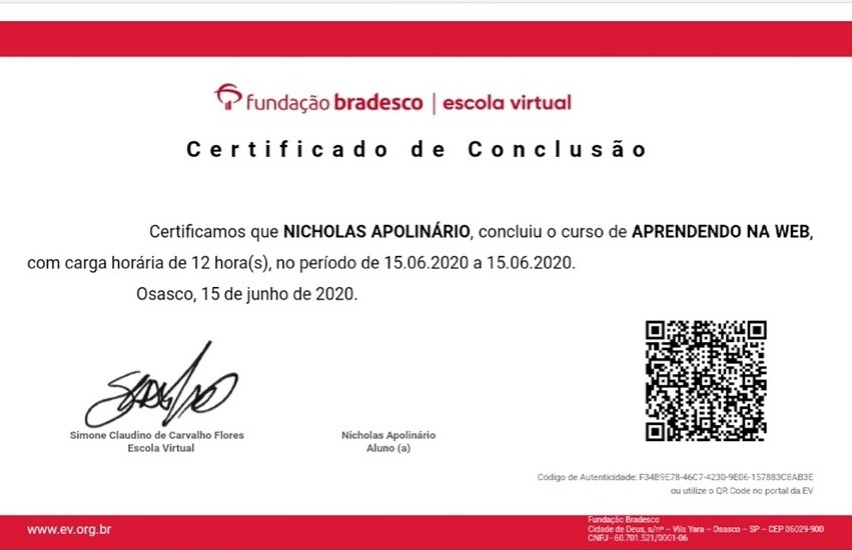 fundação bradesco | escola virtual
Certificado de Conclusão
Certificamos que NICHOLAS APOLINÁRIO, concluiu o curso de APRENDENDO NA WEB,
com carga horária de 12 hora(s), no período de 15.06.2020 a 15.06.2020.
Osasco, 15 de junho de 2020.
Simone Claudino de Carvalho Flores
Escola Virtual
Nicholas Apolinário
Aluno (a)
Código de Autenticidade: F34B9E78-46C7-4230-9E06-157883C8AB3E
ou utilize o QR Code no portal da EV
www.ev.org.br
Fundação Bradesco
Cidade de Deus, s/nº – Vila Yara – Osasco – SP – CEP 06029-900
CNPJ - 60.701.521/0001-06